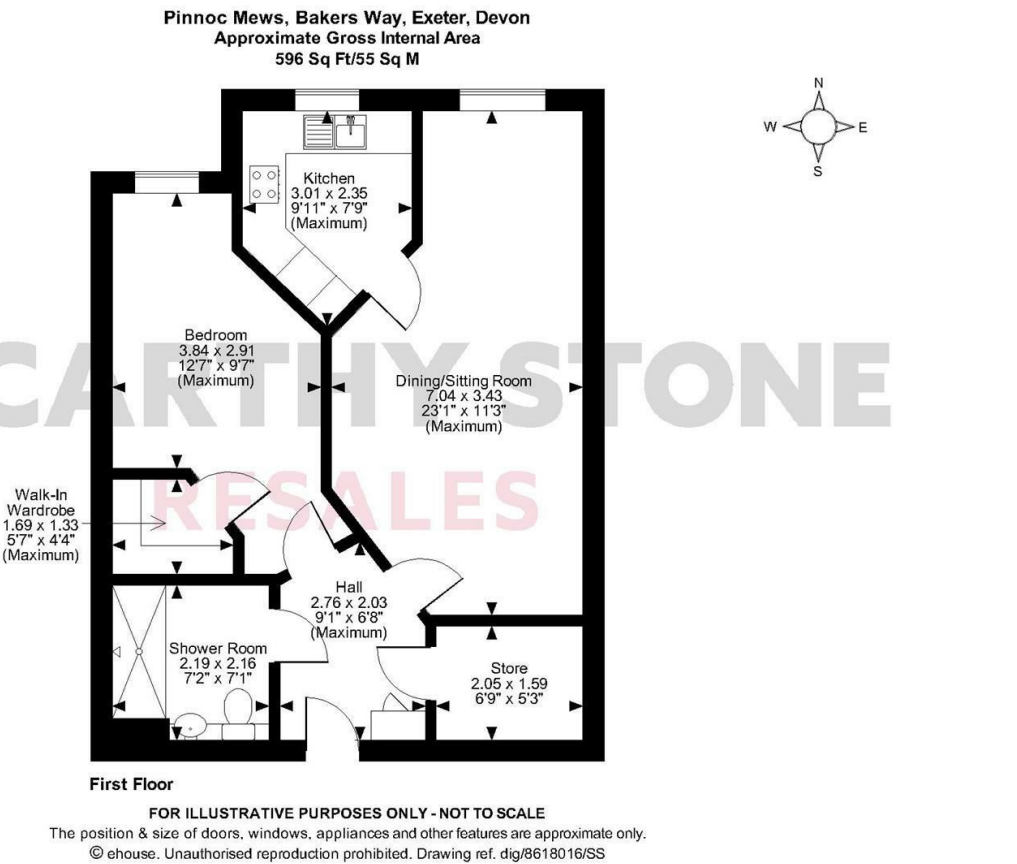 Pinnoc Mews, Bakers Way, Exeter, Devon
Approximate Gross Internal Area
596 Sq Ft/55 Sq M
N
W
E
S
Kitchen
3.01 x 2.35
9'11" x 7'9"
(Maximum)
Bedroom
3.84 x 2.91
12'7" x 9'7"
(Maximum)
CARTHY STONE
Dining/Sitting Room
7.04 x 3.43
23'1" x 11'3"
(Maximum)
RESALES
Walk-In
Wardrobe
1.69 x 1.33
5'7" x 4'4"
(Maximum)
Hall
2.76 x 2.03
9'1" x 6'8"
(Maximum)
Shower Room
2.19 x 2.16
7'2" x 7'1"
Store
2.05 x 1.59
6'9" x 5'3"
First Floor
FOR ILLUSTRATIVE PURPOSES ONLY - NOT TO SCALE
The position & size of doors, windows, appliances and other features are approximate only.
© ehouse. Unauthorised reproduction prohibited. Drawing ref. dig/8618016/SS